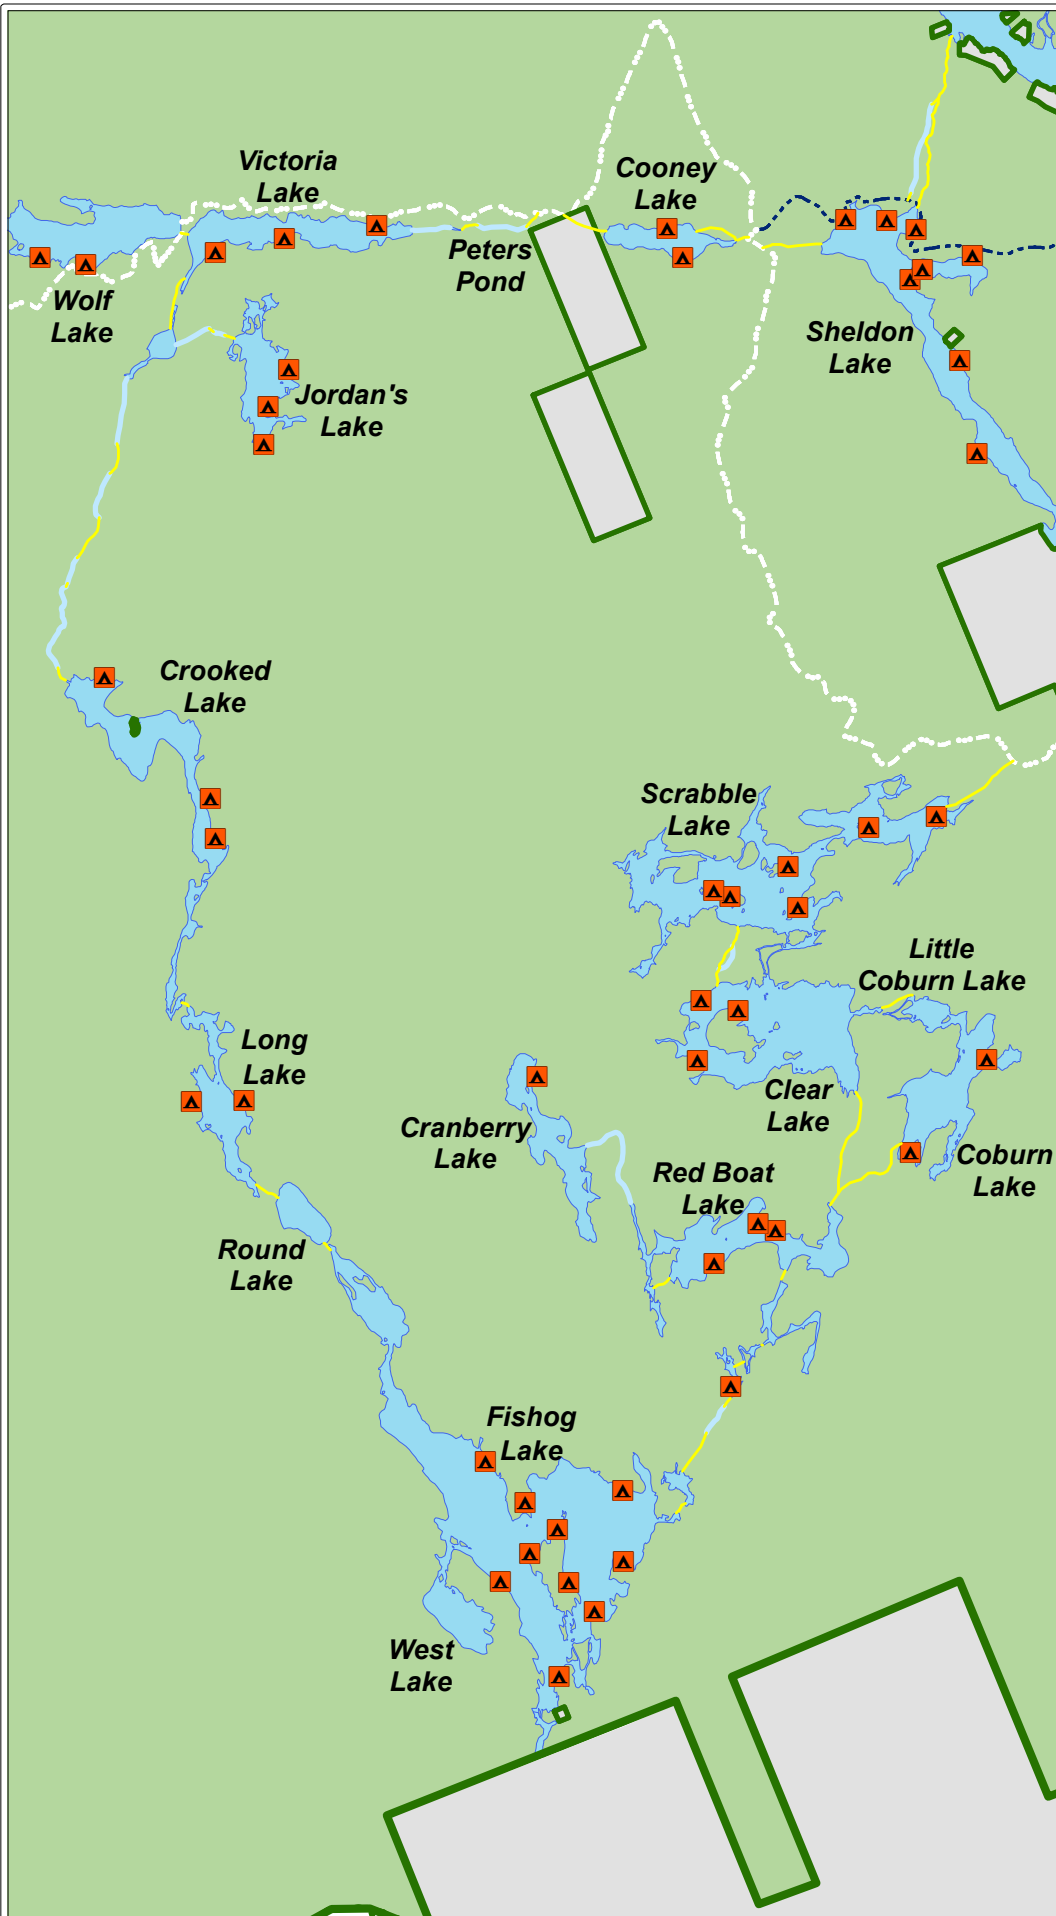 Victoria
Lake
Cooney
Lake
Peters
Pond
Wolf
Lake
Sheldon
Lake
Jordan's
Lake
Crooked
Lake
Scrabble
Lake
Little
Coburn Lake
Long
Lake
Clear
Lake
Cranberry
Lake
Coburn
Lake
Red Boat
Lake
Round
Lake
Fishog
Lake
West
Lake